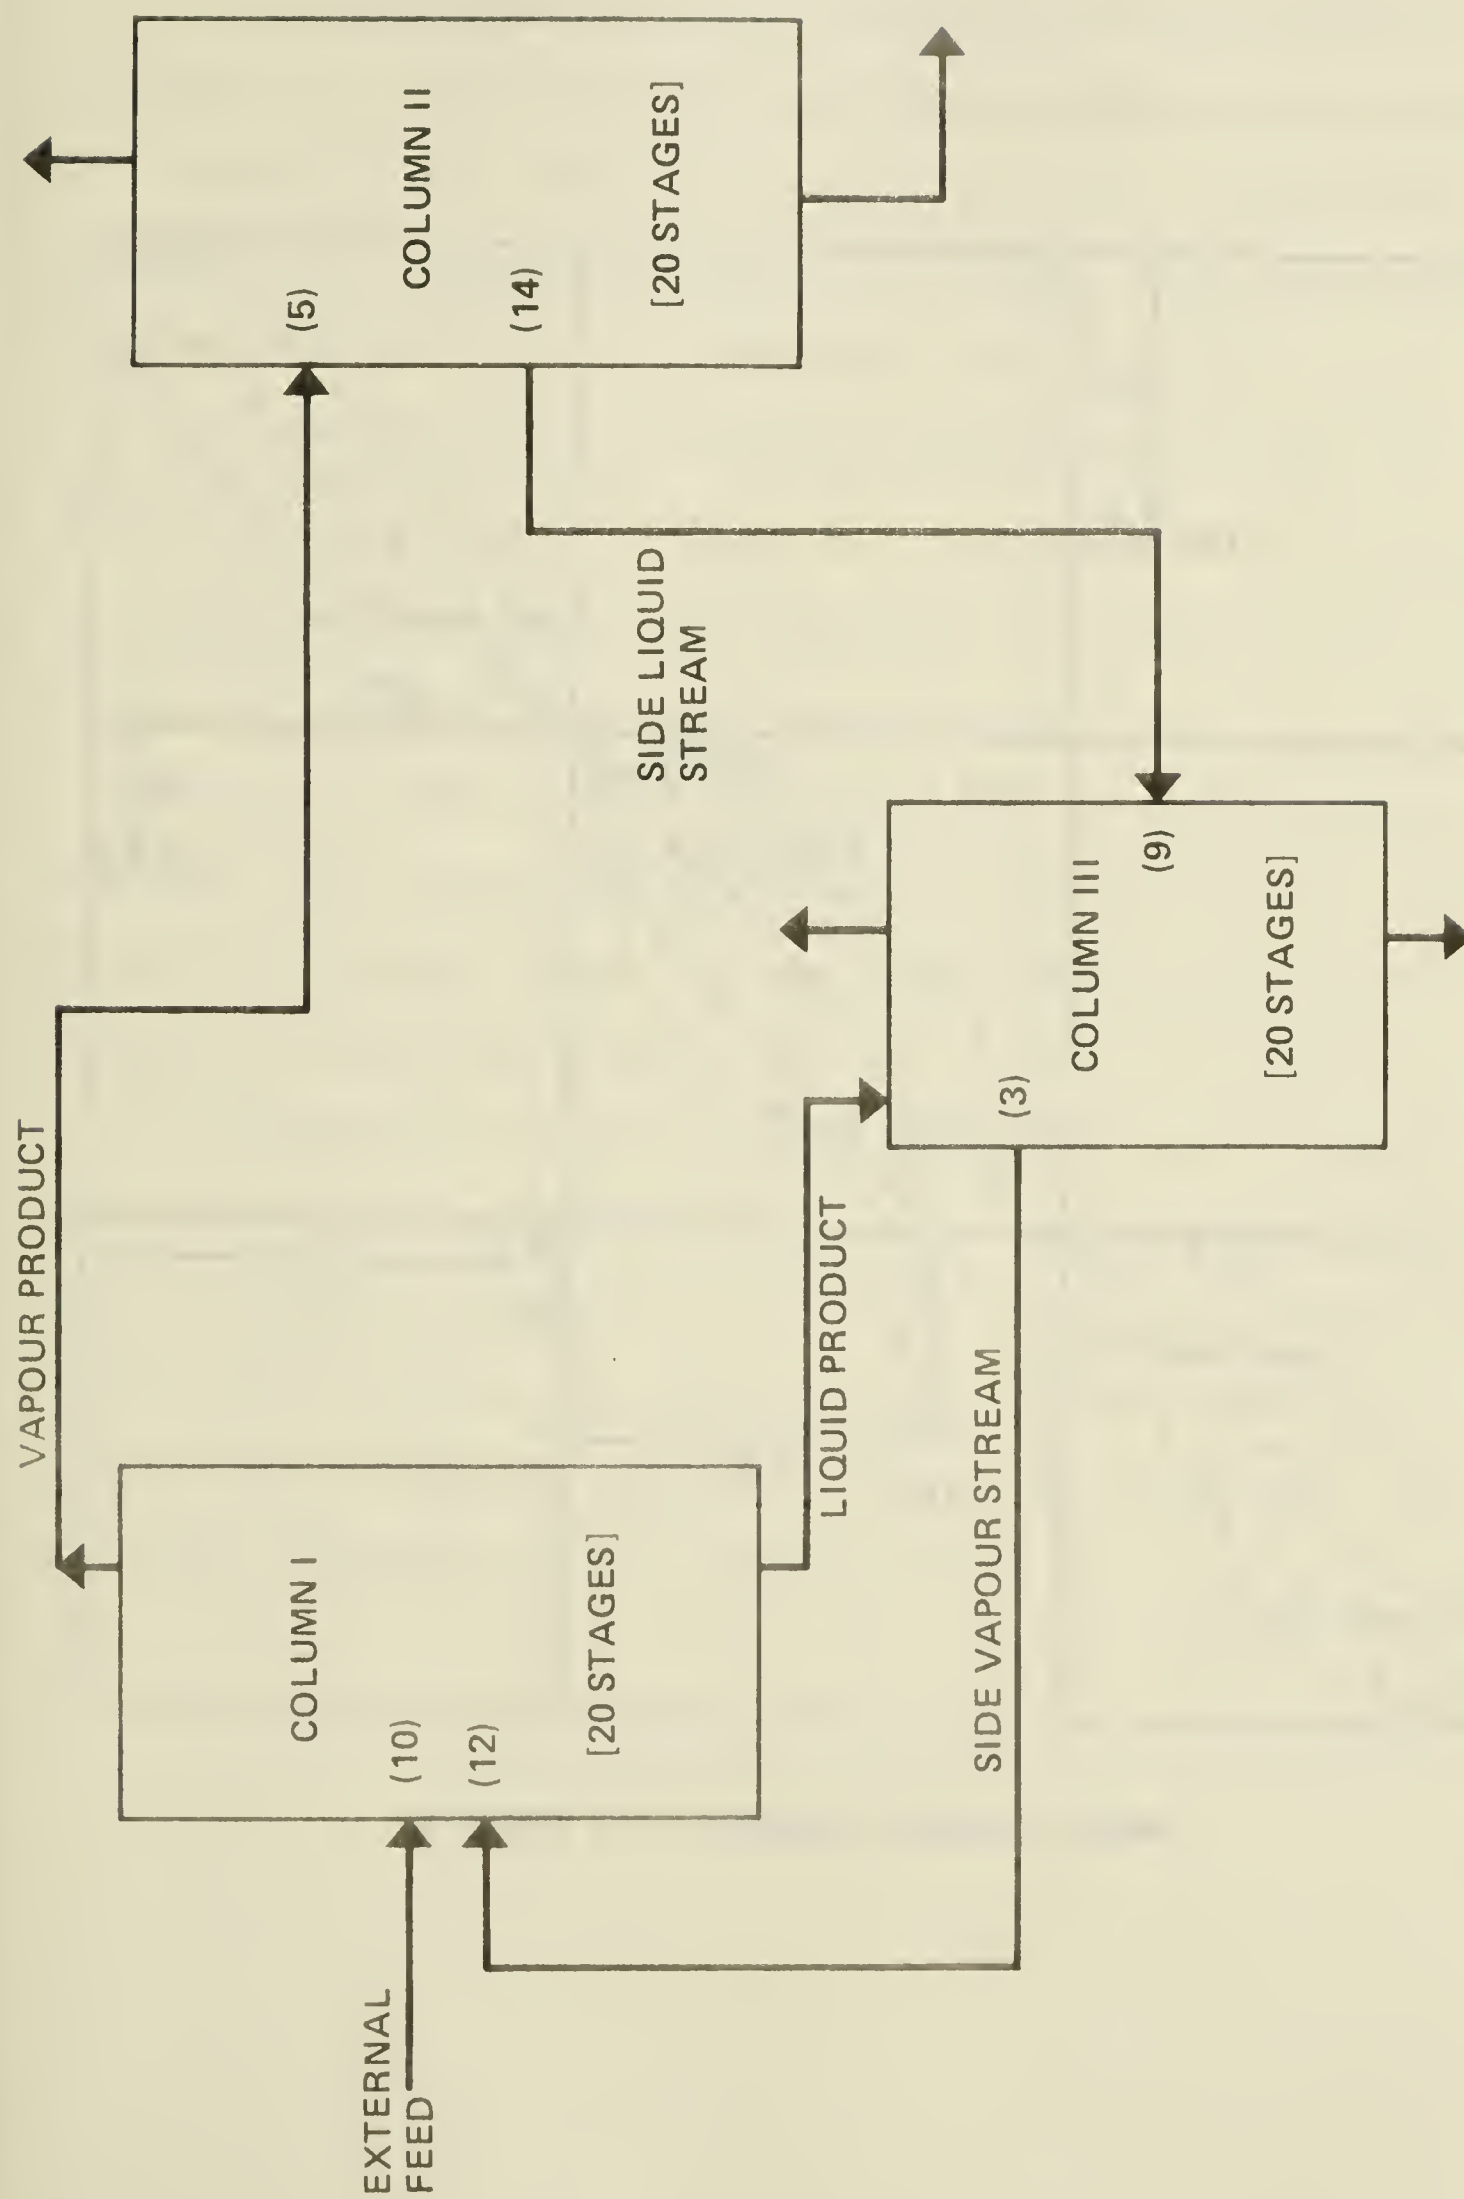 VAPOUR PRODUCT
COLUMN I
(10)
(12)
[20 STAGES]
EXTERNAL
FEED
LIQUID PRODUCT
SIDE VAPOUR STREAM
(3)
COLUMN III
(9)
[20 STAGES]
SIDE LIQUID
STREAM
(5)
COLUMN II
(14)
[20 STAGES]